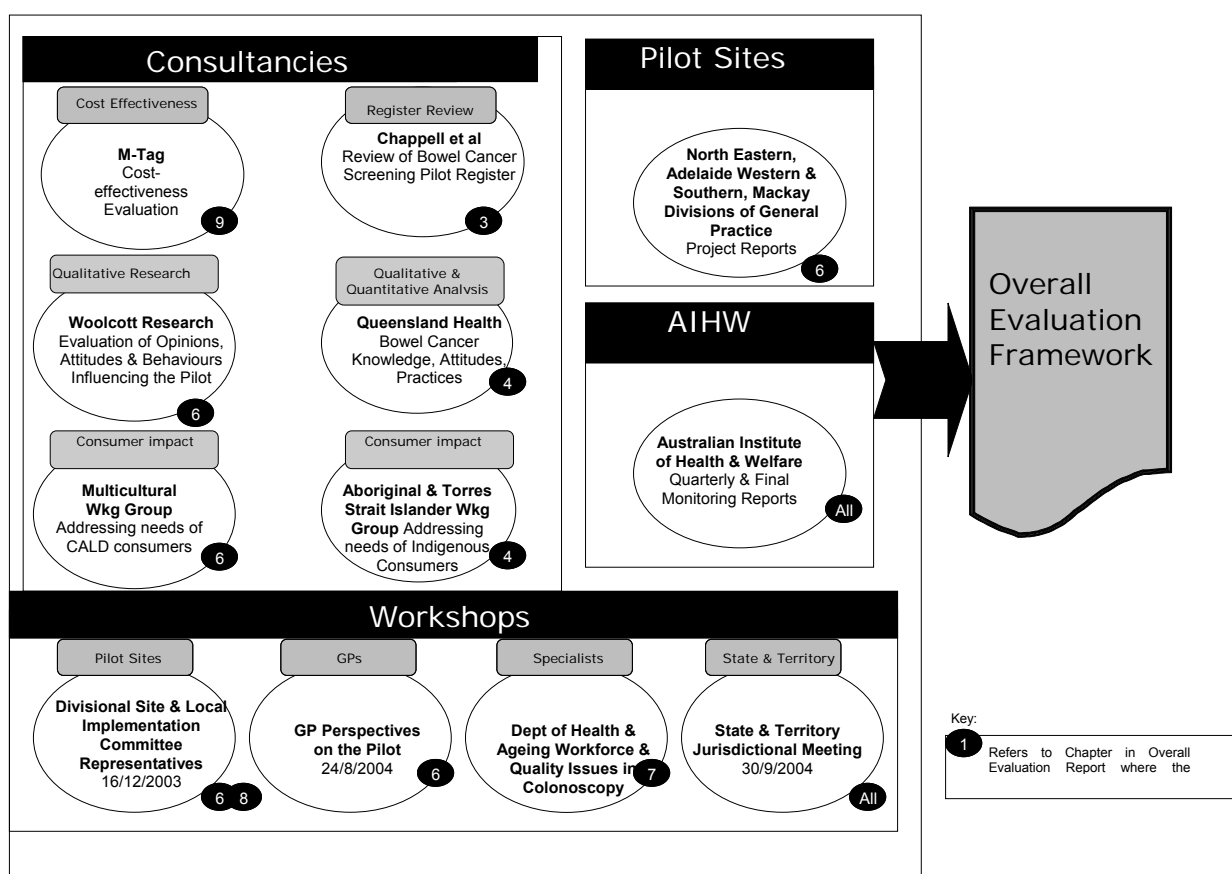 Consultancies
Cost Effectiveness
M-Tag
Cost-
effectiveness
Evaluation
9
Register Review
Chappell et al
Review of Bowel Cancer
Screening Pilot Register
3
Qualitative Research
Woolcott Research
Evaluation of Opinions,
Attitudes & Behaviours
Influencing the Pilot
6
Qualitative &
Quantitative Analysis
Queensland Health
Bowel Cancer
Knowledge, Attitudes,
Practices
4
Consumer impact
Multicultural
Wkg Group
Addressing needs of
CALD consumers
6
Consumer impact
Aboriginal & Torres
Strait Islander Wkg
Group Addressing
needs of Indigenous
Consumers
4
Pilot Sites
North Eastern,
Adelaide Western &
Southern, Mackay
Divisions of General
Practice
Project Reports
6
AIHW
Australian Institute
of Health & Welfare
Quarterly & Final
Monitoring Reports
All
Overall
Evaluation
Framework
Workshops
Pilot Sites
Divisional Site & Local
Implementation
Committee
Representatives
16/12/2003
6 8
GPs
GP Perspectives
on the Pilot
24/8/2004
6
Specialists
Dept of Health &
Ageing Workforce &
Quality Issues in
Colonoscopy
7
State & Territory
State & Territory
Jurisdictional Meeting
30/9/2004
All
Key:
1
Refers to Chapter in Overall
Evaluation Report where the